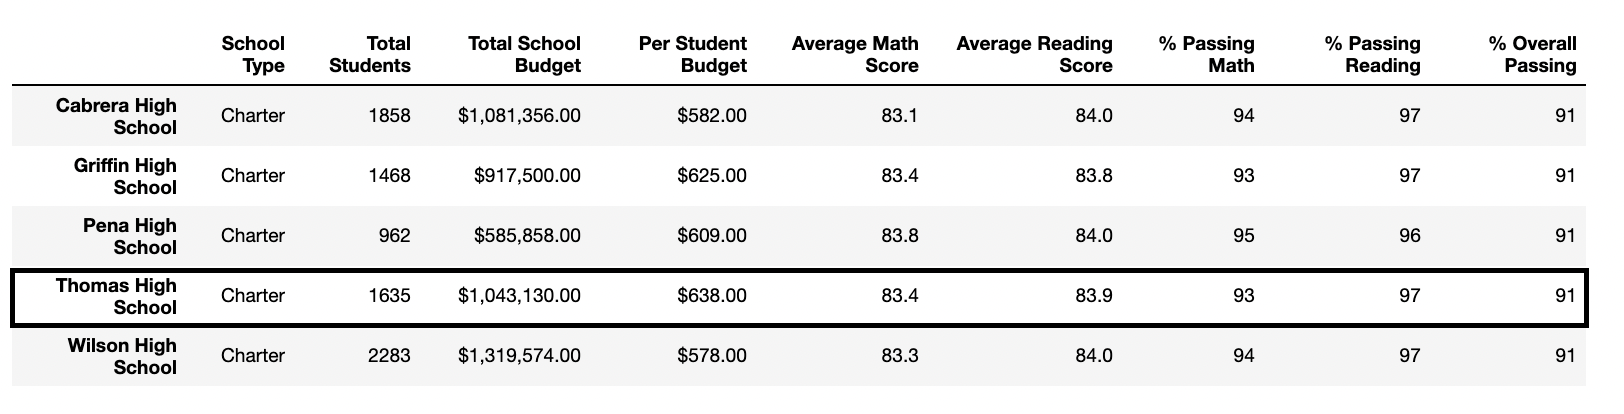 School Type Total Students Total School Budget Per Student Budget Average Math Score Average Reading Score % Passing Math % Passing Reading % Overall Passing
Cabrera High School Charter 1858 $1,081,356.00 $582.00 83.1 84.0 94 97 91
Griffin High School Charter 1468 $917,500.00 $625.00 83.4 83.8 93 97 91
Pena High School Charter 962 $585,858.00 $609.00 83.8 84.0 95 96 91
Thomas High School Charter 1635 $1,043,130.00 $638.00 83.4 83.9 93 97 91
Wilson High School Charter 2283 $1,319,574.00 $578.00 83.3 84.0 94 97 91